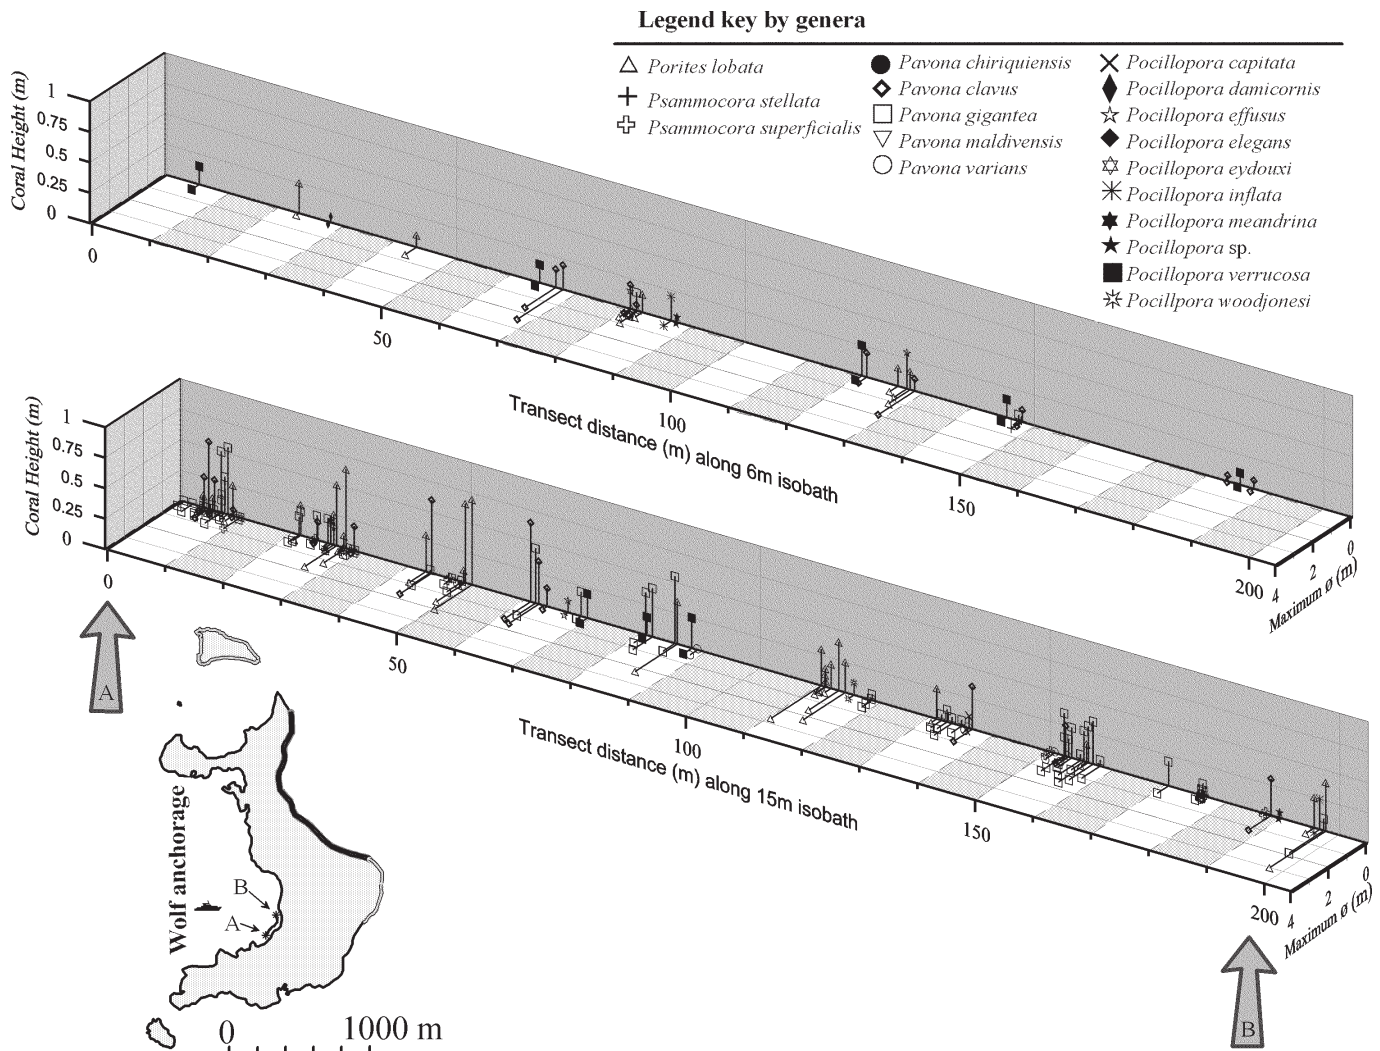 Legend key by genera
Porites lobata
Psammocora stellata
Psammocora superficialis
Pavona chiriquiensis
Pavona clavus
Pavona gigantea
Pavona maldivensis
Pavona varians
Pocillopora capitata
Pocillopora damicornis
Pocillopora effusus
Pocillopora elegans
Pocillopora eydouxi
Pocillopora inflata
Pocillopora meandrina
Pocillopora sp.
Pocillopora verrucosa
Pocillpora woodjonesi
Coral Height (m)
1
0.75
0.5
0.25
0
0
50
100
150
200
Transect distance (m) along 6m isobath
4
2
0
Maximum ø (m)
Coral Height (m)
1
0.75
0.5
0.25
0
0
50
100
150
200
Transect distance (m) along 15m isobath
4
2
0
Maximum ø (m)
A
Wolf anchorage
B
A
0 1000 m
B